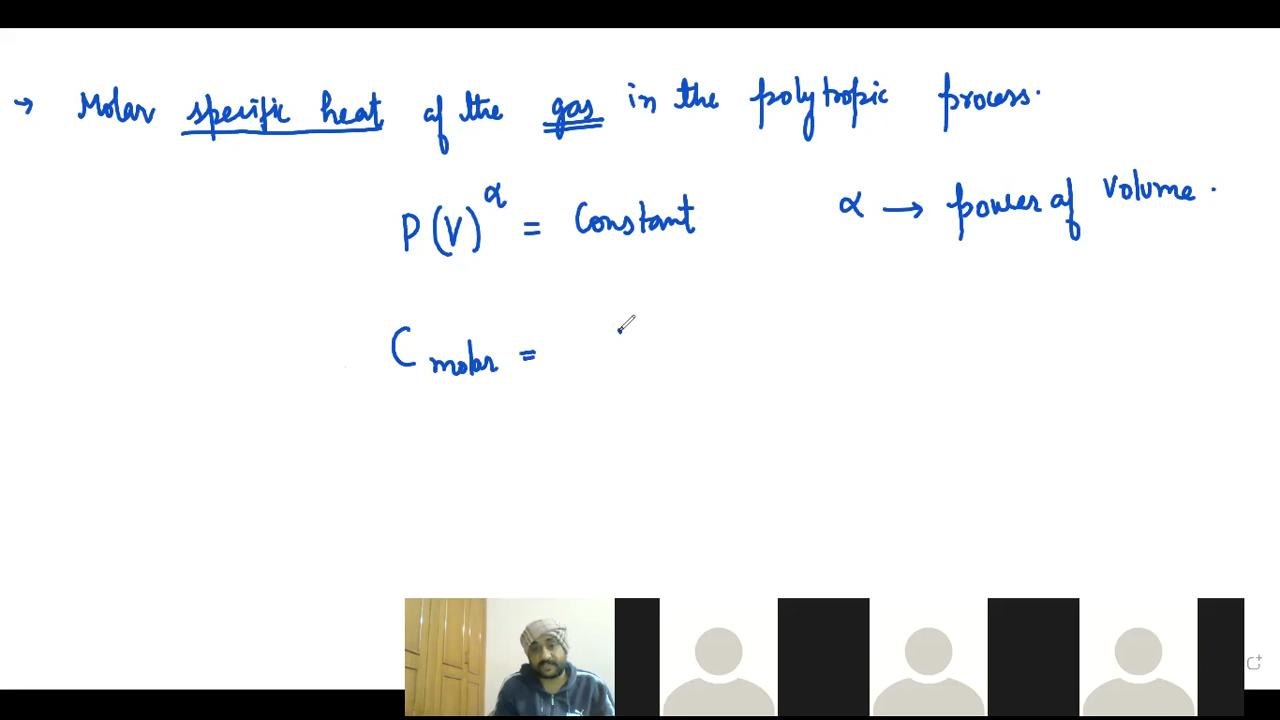 → Molar specific heat of the gas in the polytropic process.
P(V)^α = Constant α → power of volume.
C molar =